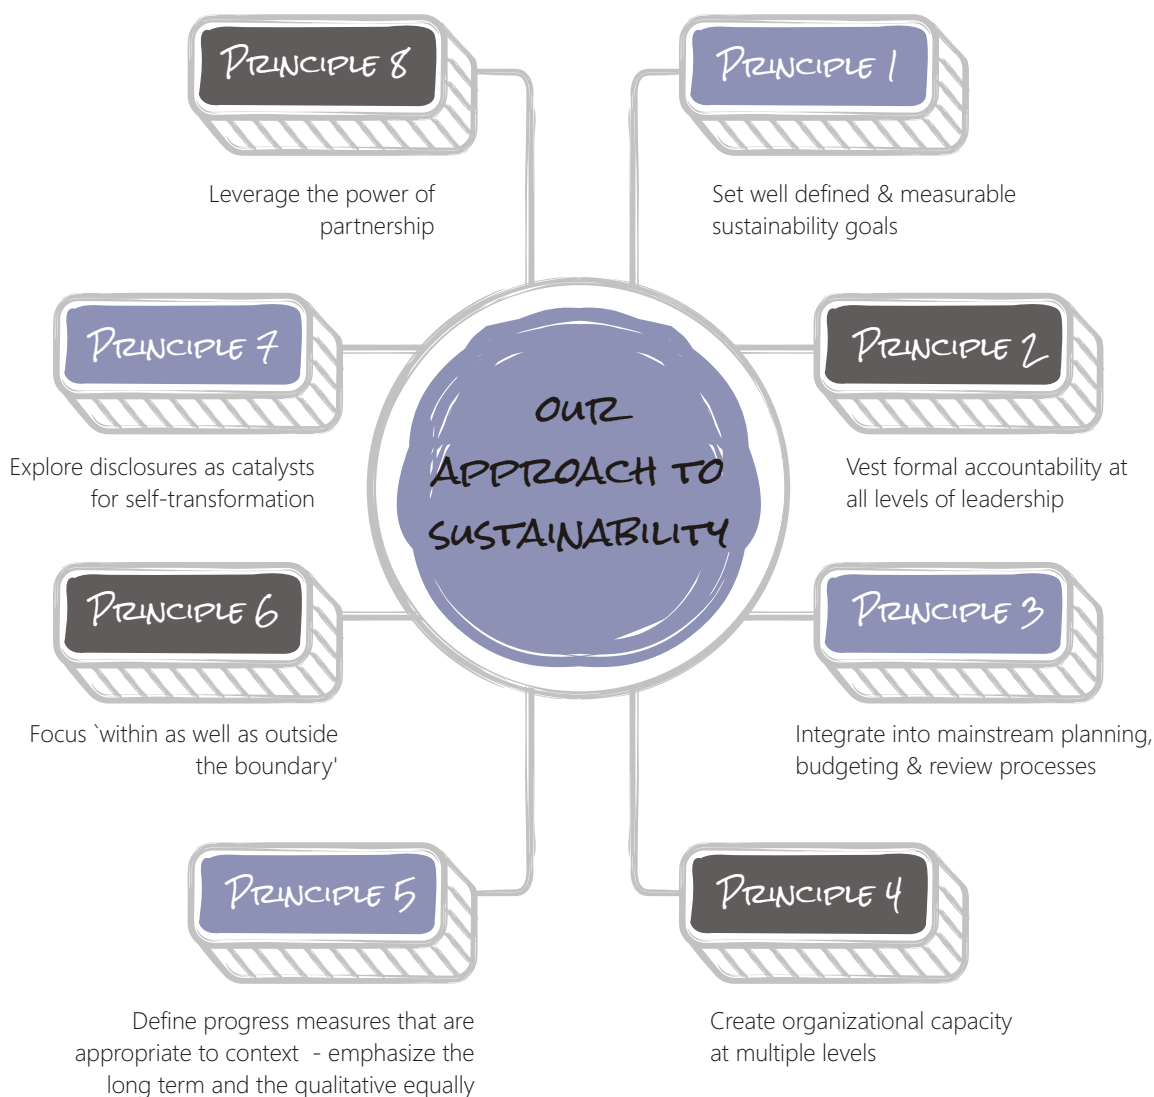 PRINCIPLE 8
Leverage the power of
partnership
PRINCIPLE 1
Set well defined & measurable
sustainability goals
PRINCIPLE 7
Explore disclosures as catalysts
for self-transformation
OUR
APPROACH TO
SUSTAINABILITY
PRINCIPLE 2
Vest formal accountability at
all levels of leadership
PRINCIPLE 6
Focus `within as well as outside
the boundary'
PRINCIPLE 3
Integrate into mainstream planning,
budgeting & review processes
PRINCIPLE 5
Define progress measures that are
appropriate to context - emphasize the
long term and the qualitative equally
PRINCIPLE 4
Create organizational capacity
at multiple levels